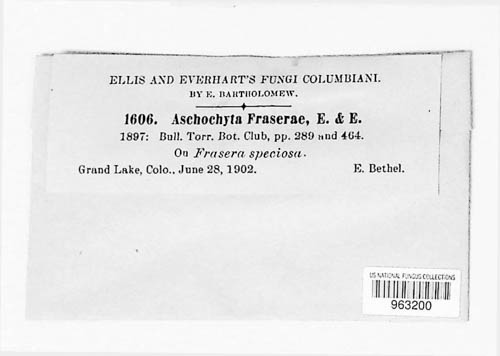 ELLIS AND EVERHART'S FUNGI COLUMBIANI.
BY E. BARTHOLOMEW.
1606. Aschochyta Fraserae, E. & E.
1897: Bull. Torr. Bot. Club, pp. 289 and 464.
On Frasera speciosa.
Grand Lake, Colo., June 28, 1902. E. Bethel.
US NATIONAL FUNGUS COLLECTIONS
963200